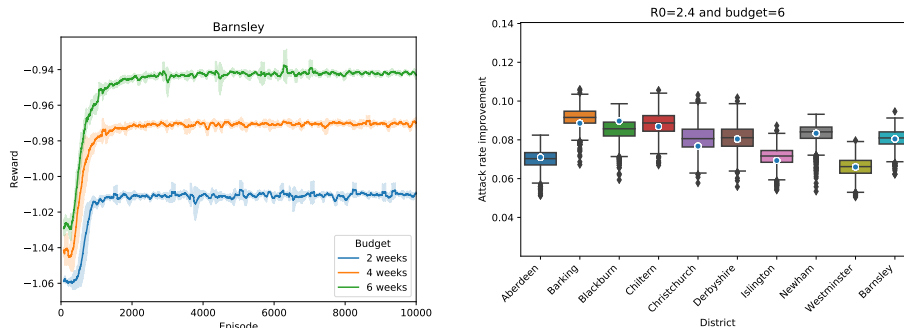 Barnsley
Reward
−0.94
−0.96
−0.98
−1.00
−1.02
−1.04
−1.06
0
2000
4000
6000
8000
10000
Episode
Budget
2 weeks
4 weeks
6 weeks
R0=2.4 and budget=6
Attack rate improvement
0.14
0.12
0.10
0.08
0.06
0.04
Aberdeen
Barking
Blackburn
Chiltern
Christchurch
Derbyshire
Islington
Newham
Westminster
Barnsley
District